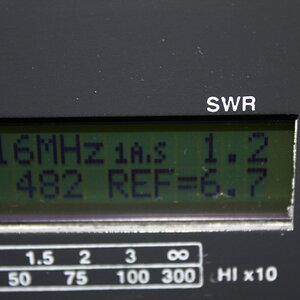 SWR
16MHz 1A.S 1.2
482 REF=6.7
1.5 2 3 ∞
50 75 100 300 HI x10